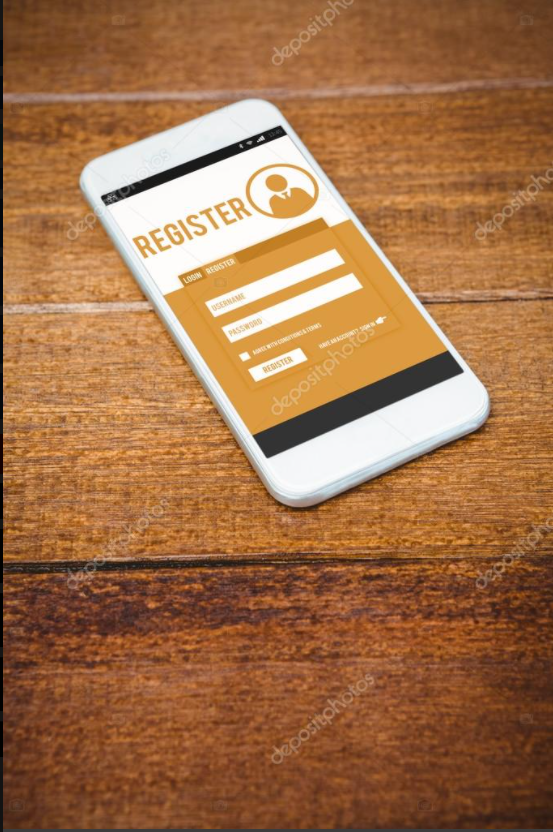 REGISTER
LOGIN REGISTER
USERNAME
PASSWORD
AGREE WITH CONDITIONS & TERMS
HAVE AN ACCOUNT? SIGN IN
REGISTER
depositphotos
depositphotos
depositphotos
depositphotos
depositphotos
depositphotos
depositphotos